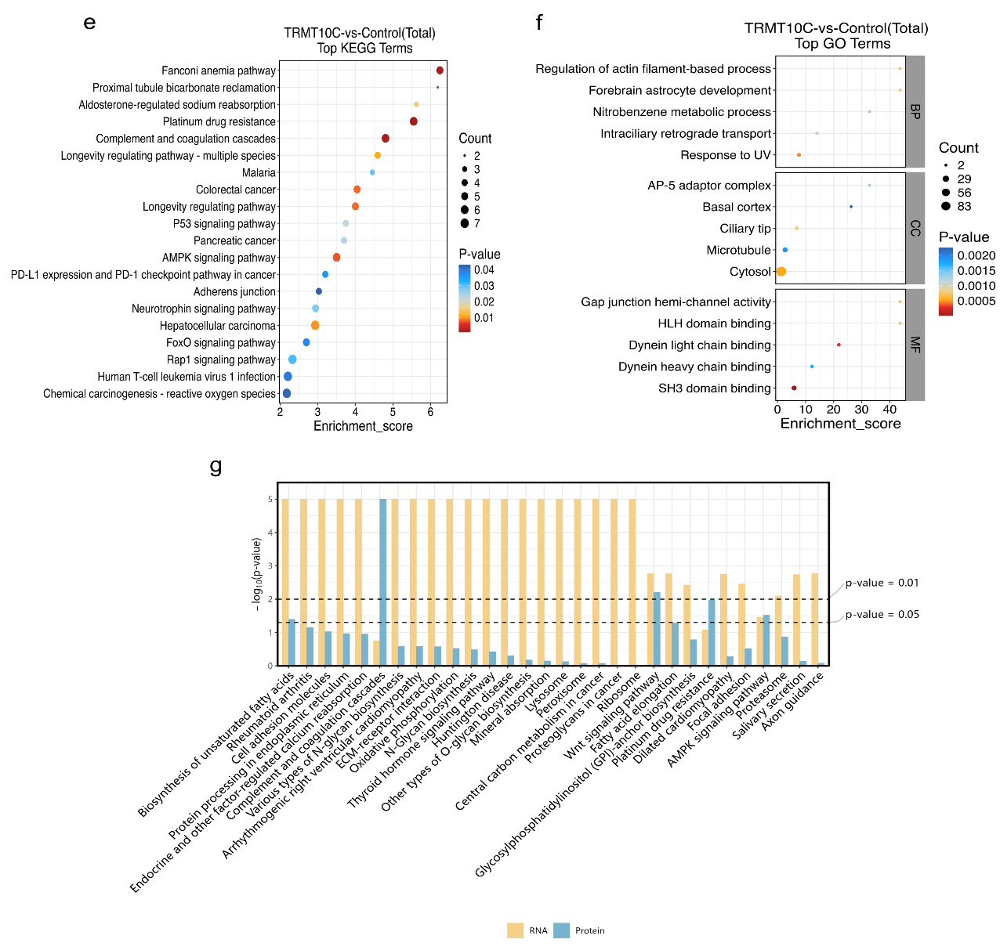 e
TRMT10C-vs-Control(Total)
Top KEGG Terms
Fanconi anemia pathway
Proximal tubule bicarbonate reclamation
Aldosterone-regulated sodium reabsorption
Platinum drug resistance
Complement and coagulation cascades
Longevity regulating pathway - multiple species
Malaria
Colorectal cancer
Longevity regulating pathway
P53 signaling pathway
Pancreatic cancer
AMPK signaling pathway
PD-L1 expression and PD-1 checkpoint pathway in cancer
Adherens junction
Neurotrophin signaling pathway
Hepatocellular carcinoma
FoxO signaling pathway
Rap1 signaling pathway
Human T-cell leukemia virus 1 infection
Chemical carcinogenesis - reactive oxygen species
2 3 4 5 6
Enrichment_score
Count
2
3
4
5
6
7
P-value
0.04
0.03
0.02
0.01
f
TRMT10C-vs-Control(Total)
Top GO Terms
Regulation of actin filament-based process
Forebrain astrocyte development
Nitrobenzene metabolic process
Intraciliary retrograde transport
Response to UV
BP
AP-5 adaptor complex
Basal cortex
Ciliary tip
Microtubule
Cytosol
CC
Gap junction hemi-channel activity
HLH domain binding
Dynein light chain binding
Dynein heavy chain binding
SH3 domain binding
MF
0 10 20 30 40
Enrichment_score
Count
2
29
56
83
P-value
0.0020
0.0015
0.0010
0.0005
g
−log10(p-value)
5
4
3
2
1
0
p-value = 0.01
p-value = 0.05
Biosynthesis of unsaturated fatty acids
Rheumatoid arthritis
Cell adhesion molecules
Protein processing in endoplasmic reticulum
Endocrine and other factor-regulated calcium reabsorption
Complement and coagulation cascades
Various types of N-glycan biosynthesis
Arrhythmogenic right ventricular cardiomyopathy
ECM-receptor interaction
Oxidative phosphorylation
N-Glycan biosynthesis
Thyroid hormone signaling pathway
Huntington disease
Other types of O-glycan biosynthesis
Mineral absorption
Lysosome
Peroxisome
Central carbon metabolism in cancer
Proteoglycans in cancer
Ribosome
Wnt signaling pathway
Fatty acid elongation
Glycosylphosphatidylinositol (GPI)-anchor biosynthesis
Platinum drug resistance
Dilated cardiomyopathy
Focal adhesion
AMPK signaling pathway
Proteasome
Salivary secretion
Axon guidance
RNA
Protein